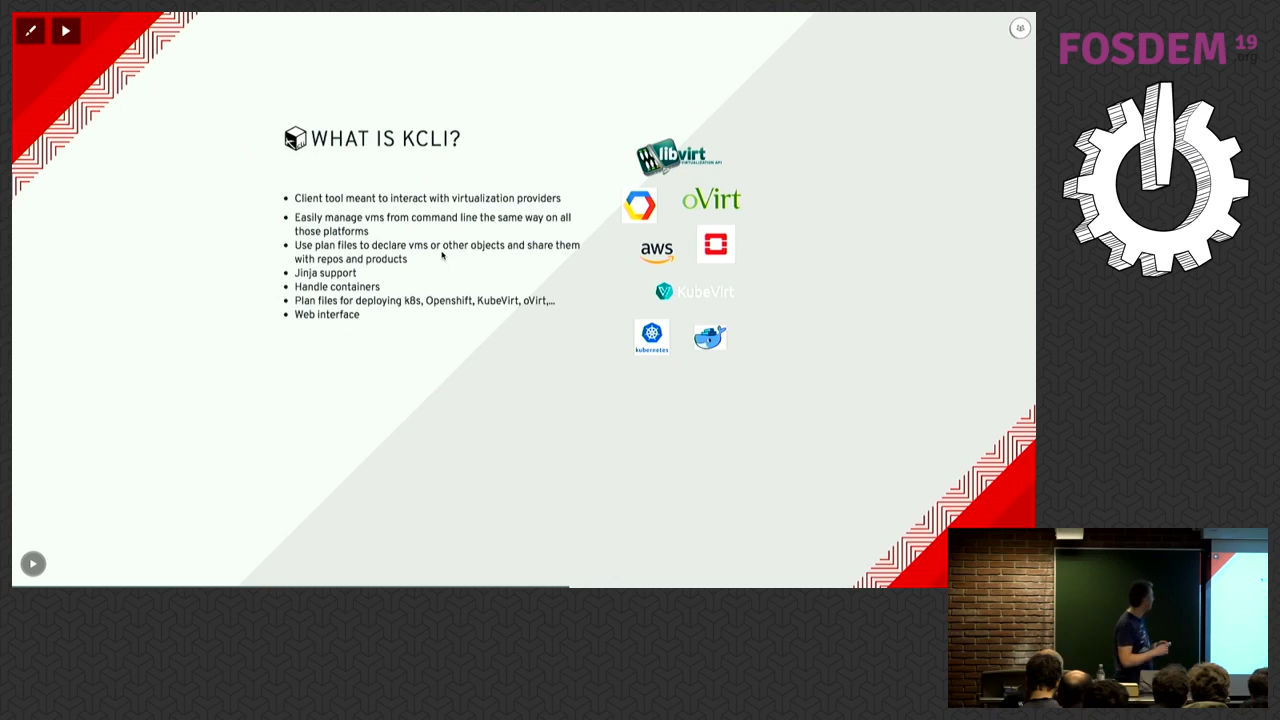 FOSDEM 19
.org
WHAT IS KCLI?
Client tool meant to interact with virtualization providers
Easily manage vms from command line the same way on all
those platforms
Use plan files to declare vms or other objects and share them
with repos and products
Jinja support
Handle containers
Plan files for deploying k8s, Openshift, KubeVirt, oVirt,...
Web interface
libvirt
VIRTUALIZATION API
oVirt
aws
KubeVirt
kubernetes